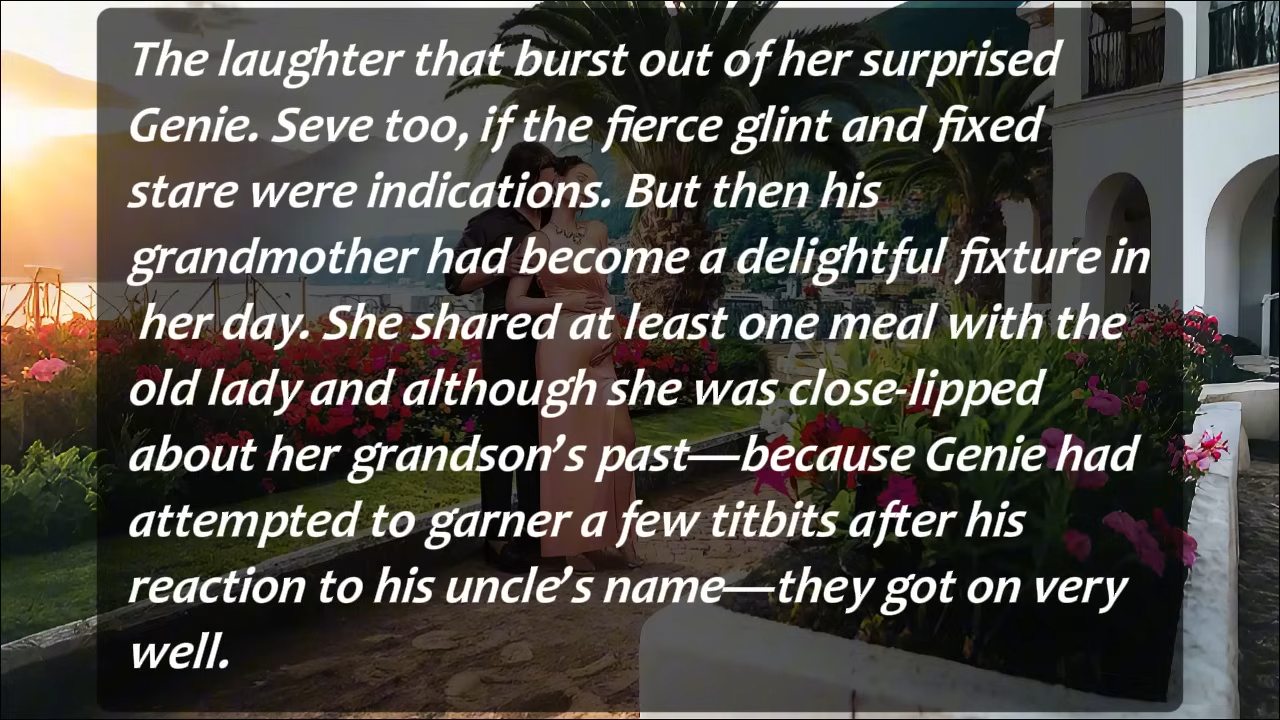 The laughter that burst out of her surprised
Genie. Seve too, if the fierce glint and fixed
stare were indications. But then his
grandmother had become a delightful fixture in
her day. She shared at least one meal with the
old lady and although she was close-lipped
about her grandson’s past—because Genie had
attempted to garner a few titbits after his
reaction to his uncle’s name—they got on very
well.